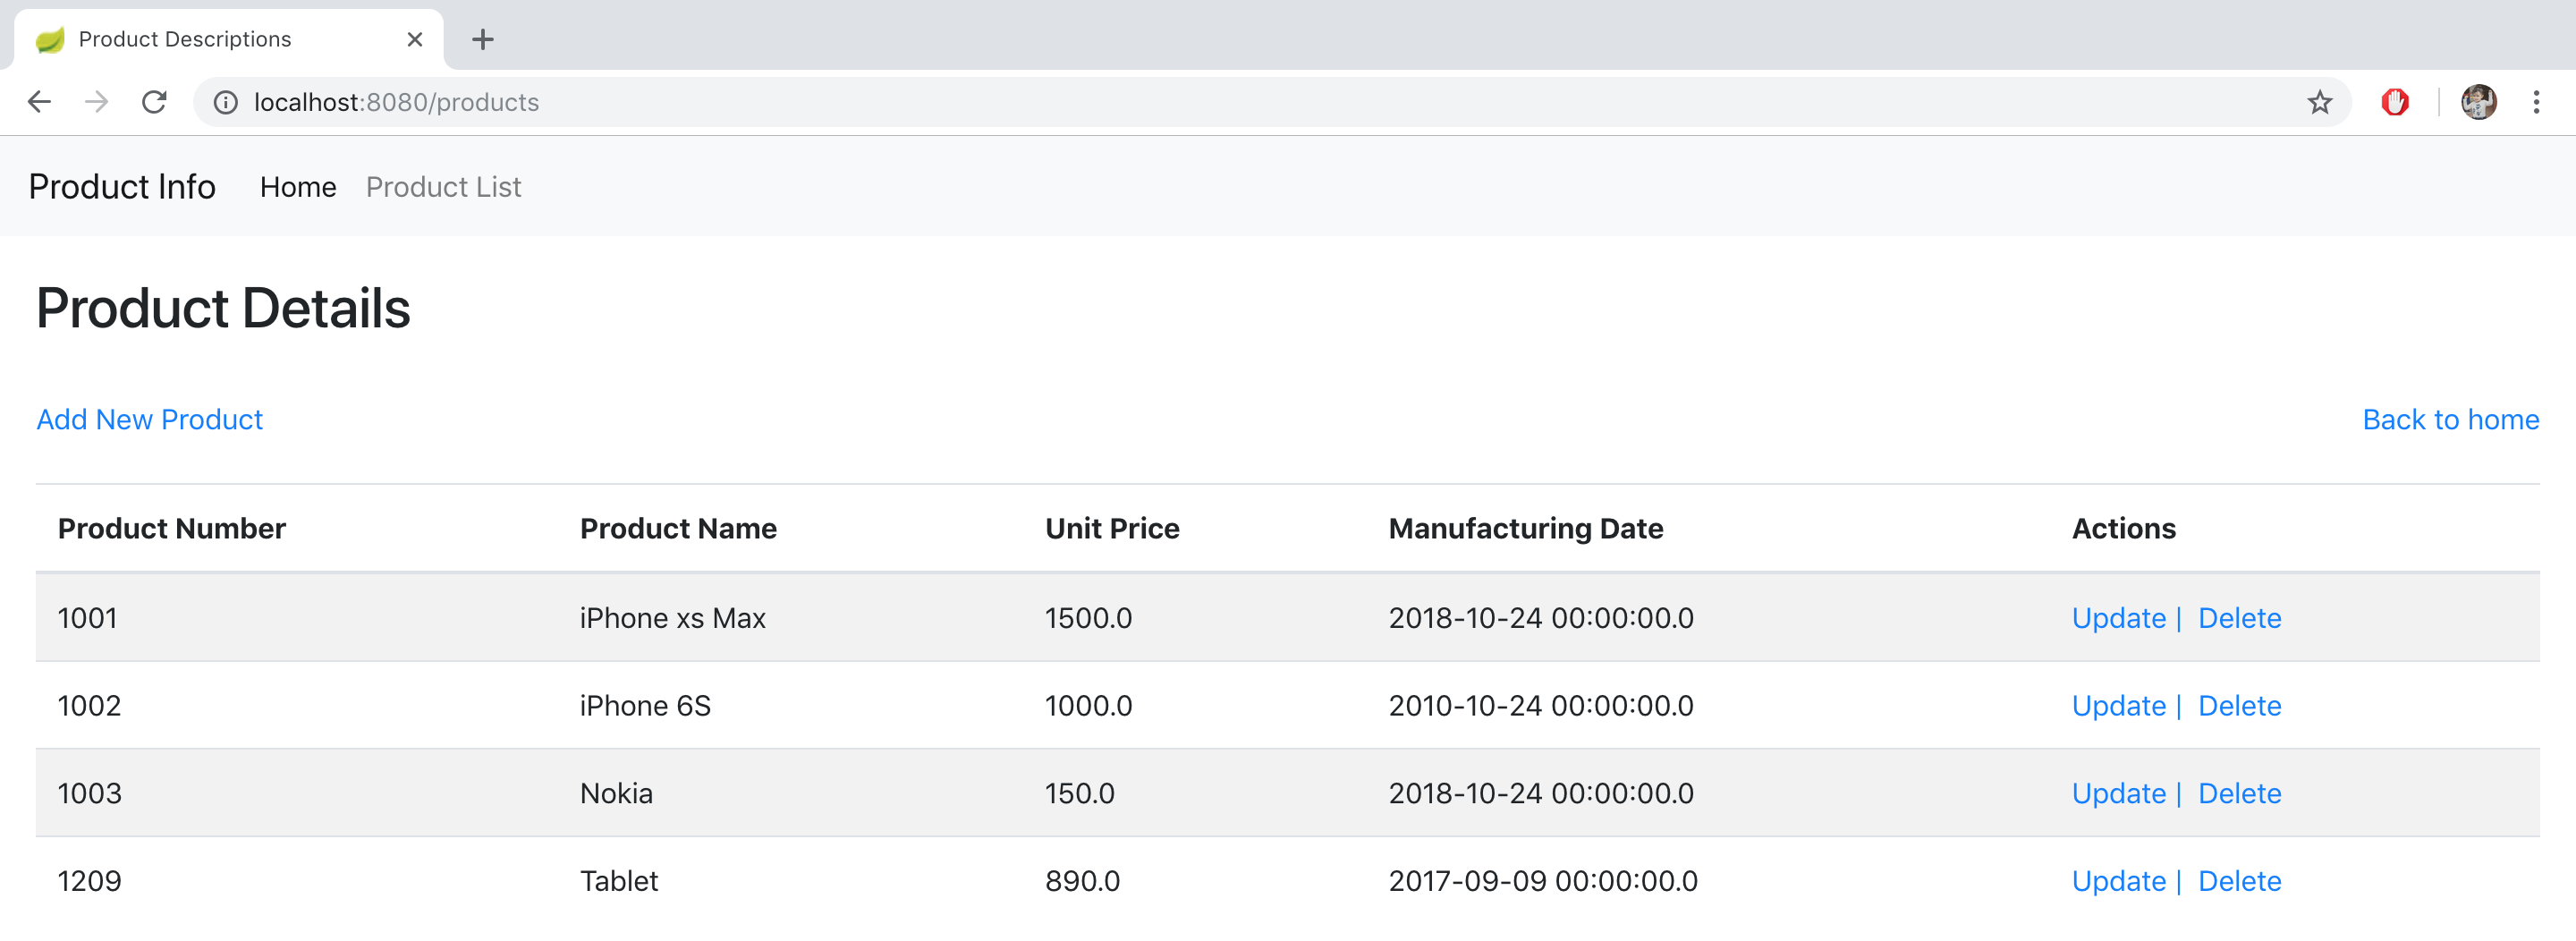 Product Descriptions
localhost:8080/products
Product Info Home Product List
Product Details
Add New Product Back to home
Product Number Product Name Unit Price Manufacturing Date Actions
1001 iPhone xs Max 1500.0 2018-10-24 00:00:00.0 Update | Delete
1002 iPhone 6S 1000.0 2010-10-24 00:00:00.0 Update | Delete
1003 Nokia 150.0 2018-10-24 00:00:00.0 Update | Delete
1209 Tablet 890.0 2017-09-09 00:00:00.0 Update | Delete